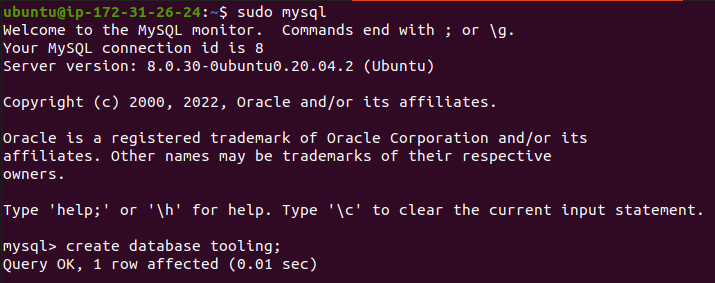 ubuntu@ip-172-31-26-24:~$ sudo mysql
Welcome to the MySQL monitor.  Commands end with ; or \g.
Your MySQL connection id is 8
Server version: 8.0.30-0ubuntu0.20.04.2 (Ubuntu)

Copyright (c) 2000, 2022, Oracle and/or its affiliates.

Oracle is a registered trademark of Oracle Corporation and/or its
affiliates. Other names may be trademarks of their respective
owners.

Type 'help;' or '\h' for help. Type '\c' to clear the current input statement.

mysql> create database tooling;
Query OK, 1 row affected (0.01 sec)